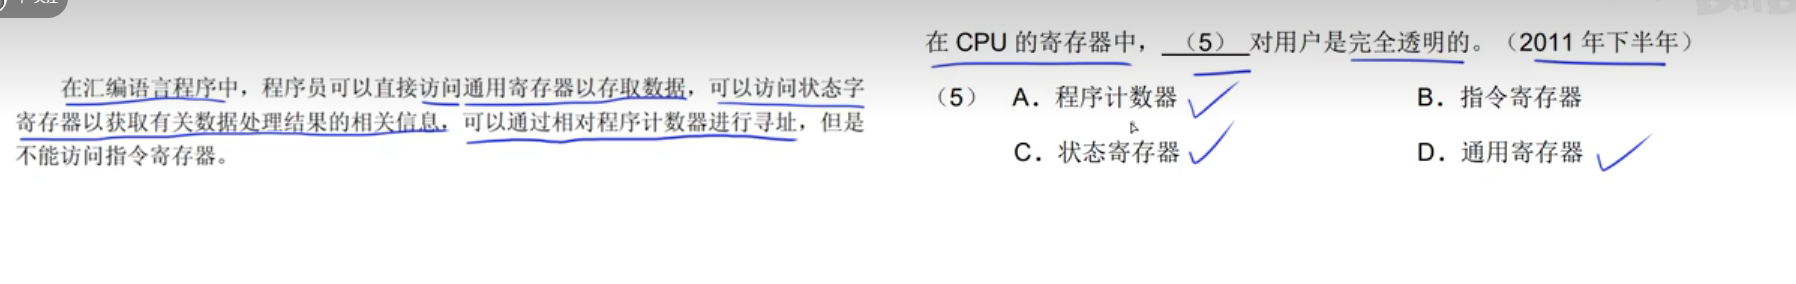 在汇编语言程序中，程序员可以直接访问通用寄存器以存取数据，可以访问状态字
寄存器以获取有关数据处理结果的相关信息，可以通过相对程序计数器进行寻址，但是
不能访问指令寄存器。
在 CPU 的寄存器中，（5）对用户是完全透明的。（2011 年下半年）
（5） A．程序计数器 B．指令寄存器
C．状态寄存器 D．通用寄存器